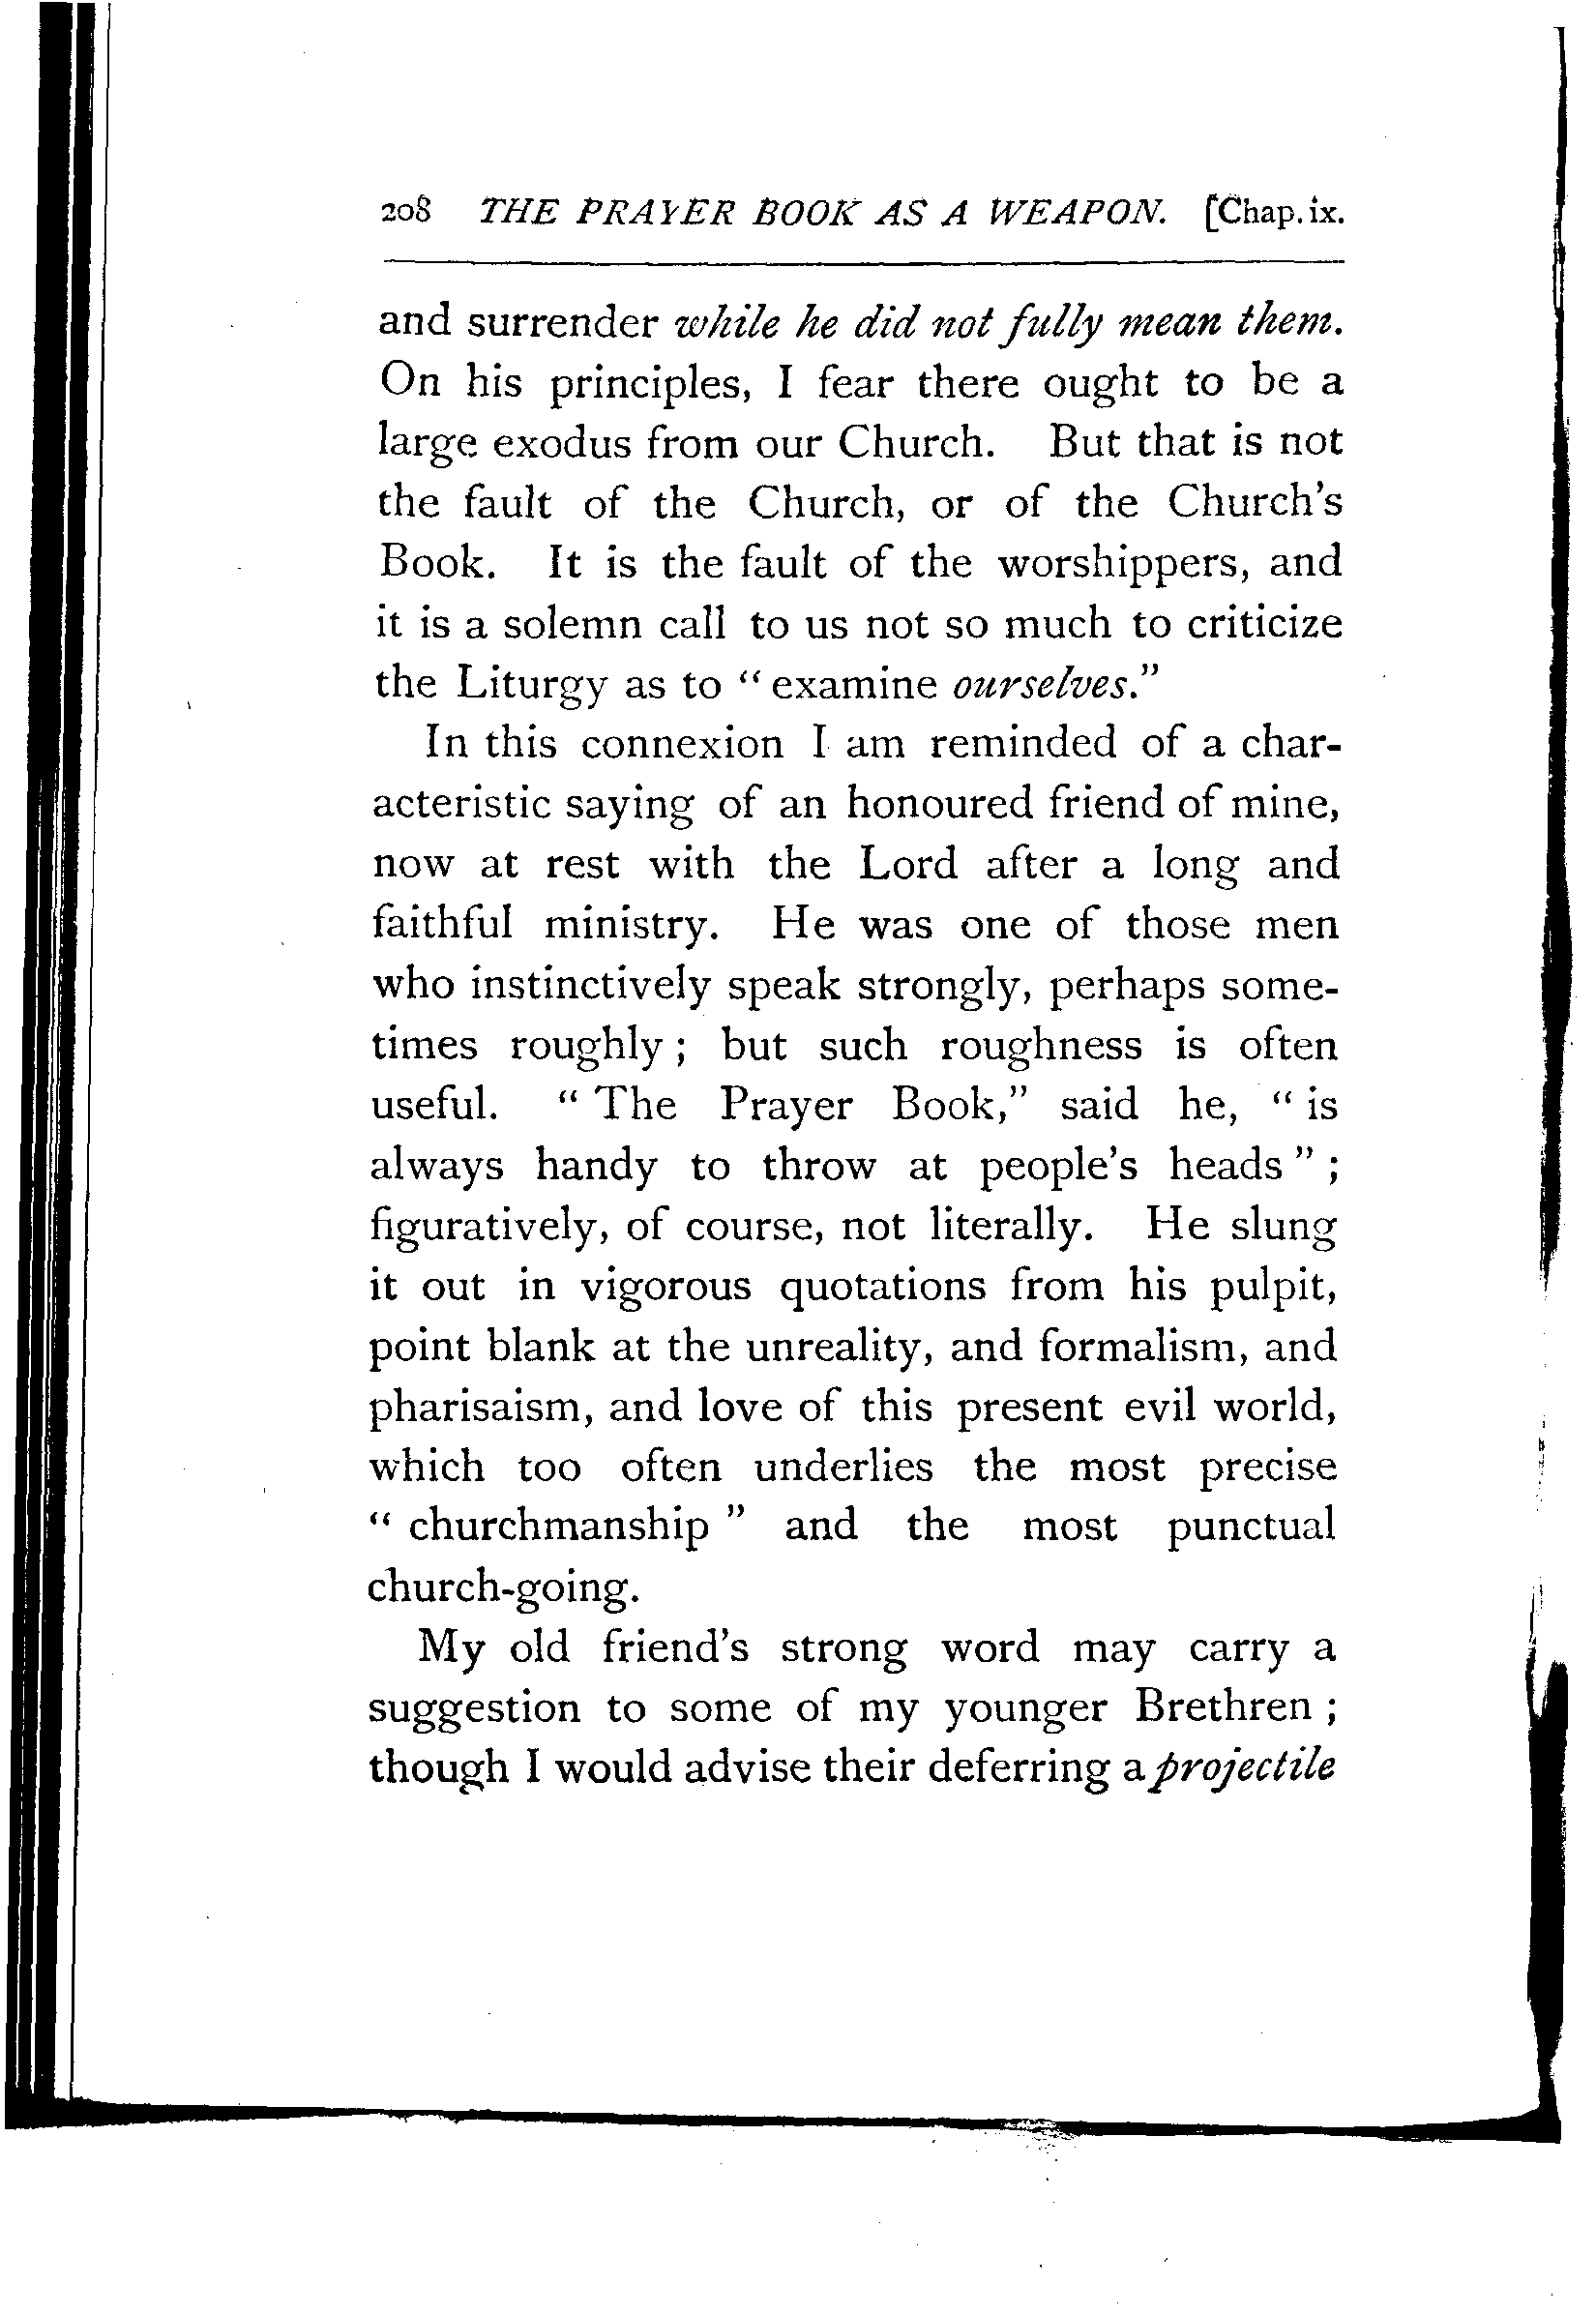 208 THE PRAYER BOOK AS A WEAPON. [Chap. ix.
and surrender while he did not fully mean them.
On his principles, I fear there ought to be a
large exodus from our Church. But that is not
the fault of the Church, or of the Church's
Book. It is the fault of the worshippers, and
it is a solemn call to us not so much to criticize
the Liturgy as to "examine ourselves."
In this connexion I am reminded of a char-
acteristic saying of an honoured friend of mine,
now at rest with the Lord after a long and
faithful ministry. He was one of those men
who instinctively speak strongly, perhaps some-
times roughly; but such roughness is often
useful. "The Prayer Book," said he, "is
always handy to throw at people's heads";
figuratively, of course, not literally. He slung
it out in vigorous quotations from his pulpit,
point blank at the unreality, and formalism, and
pharisaism, and love of this present evil world,
which too often underlies the most precise
"churchmanship" and the most punctual
church-going.
My old friend's strong word may carry a
suggestion to some of my younger Brethren;
though I would advise their deferring a projectile